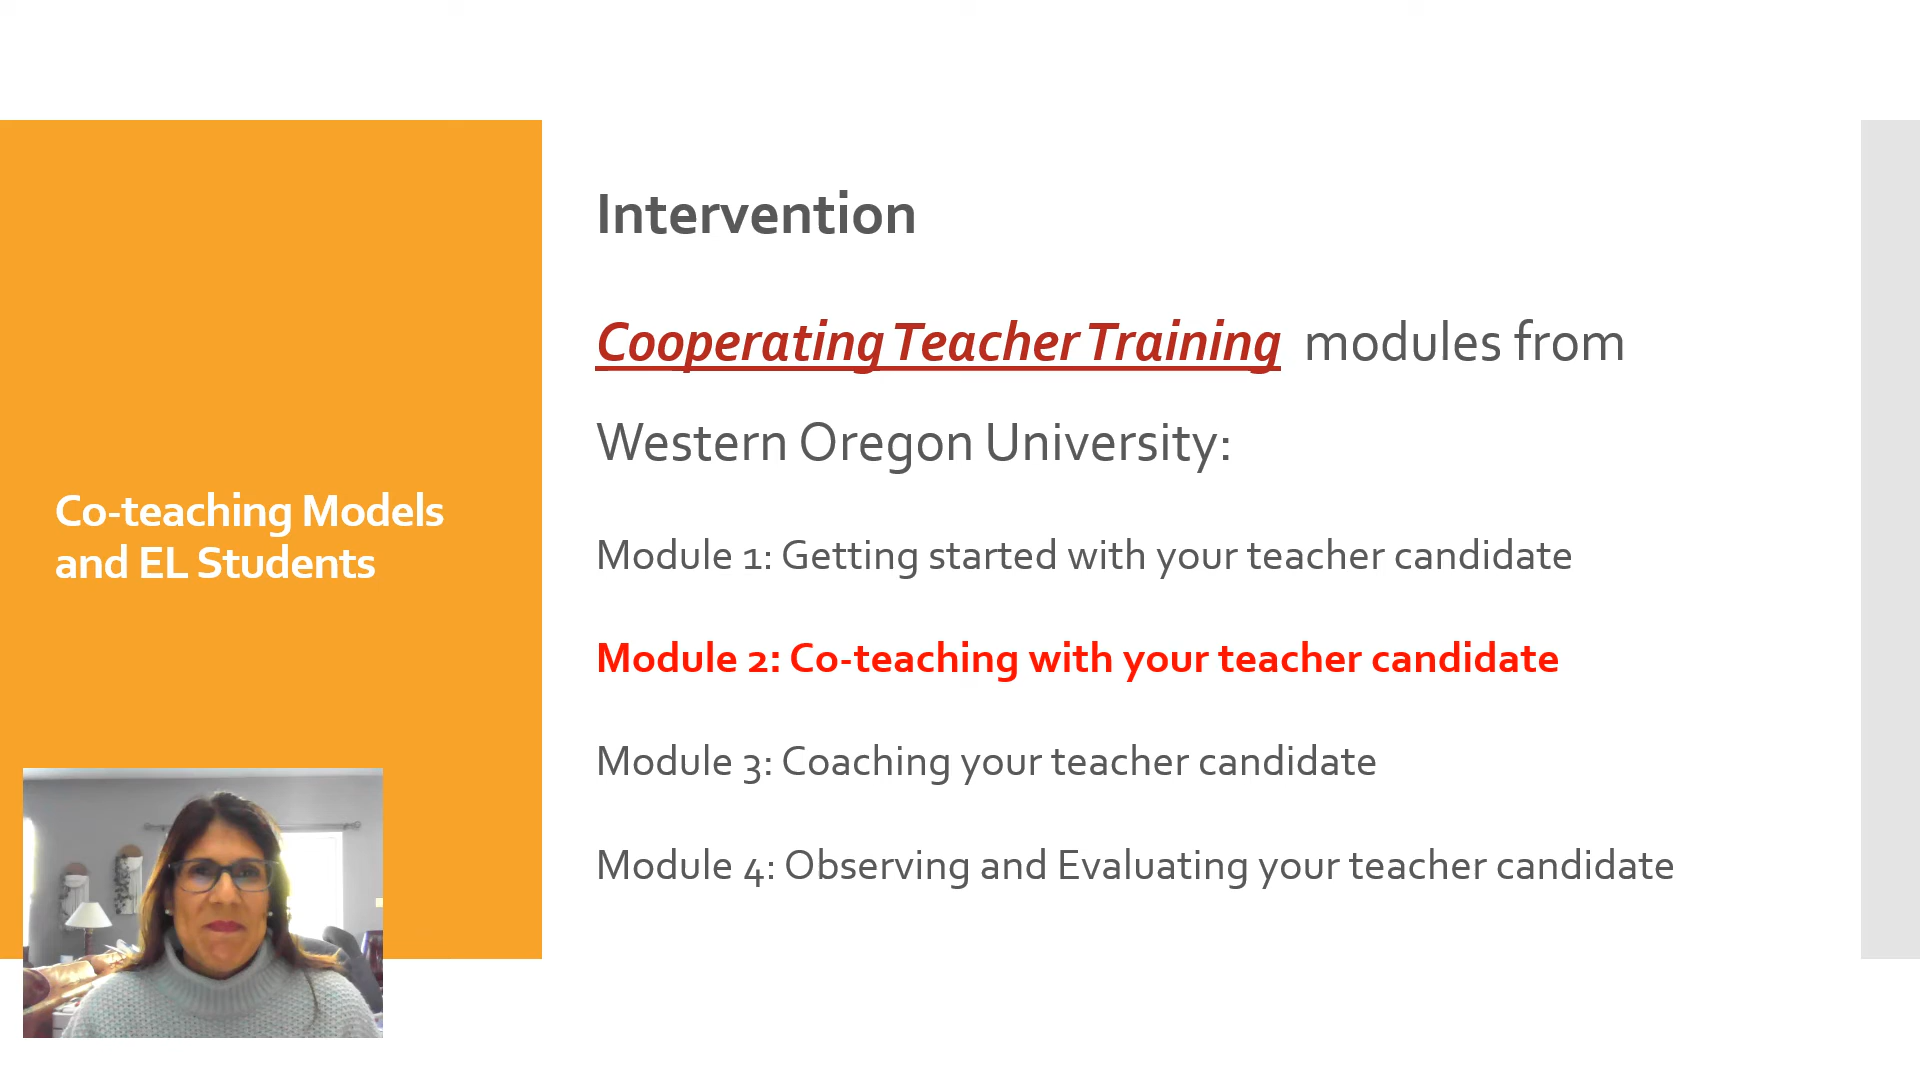 Co-teaching Models
and EL Students
Intervention
Cooperating Teacher Training modules from
Western Oregon University:
Module 1: Getting started with your teacher candidate
Module 2: Co-teaching with your teacher candidate
Module 3: Coaching your teacher candidate
Module 4: Observing and Evaluating your teacher candidate